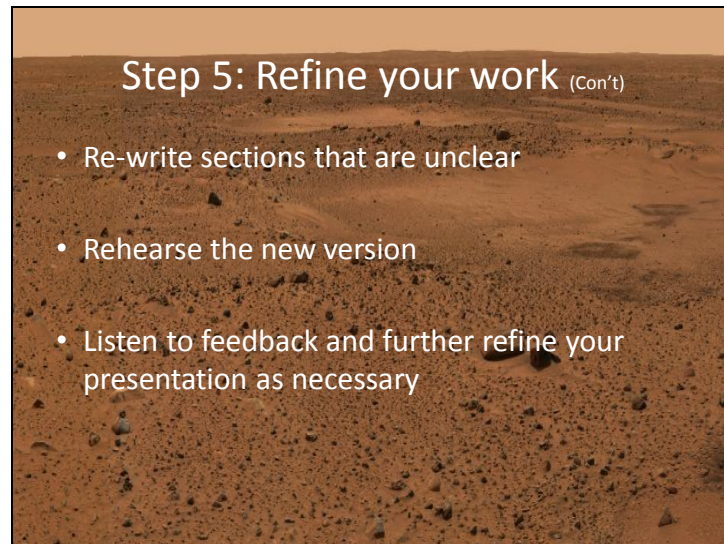 Step 5: Refine your work (Con’t)
• Re-write sections that are unclear
• Rehearse the new version
• Listen to feedback and further refine your
presentation as necessary